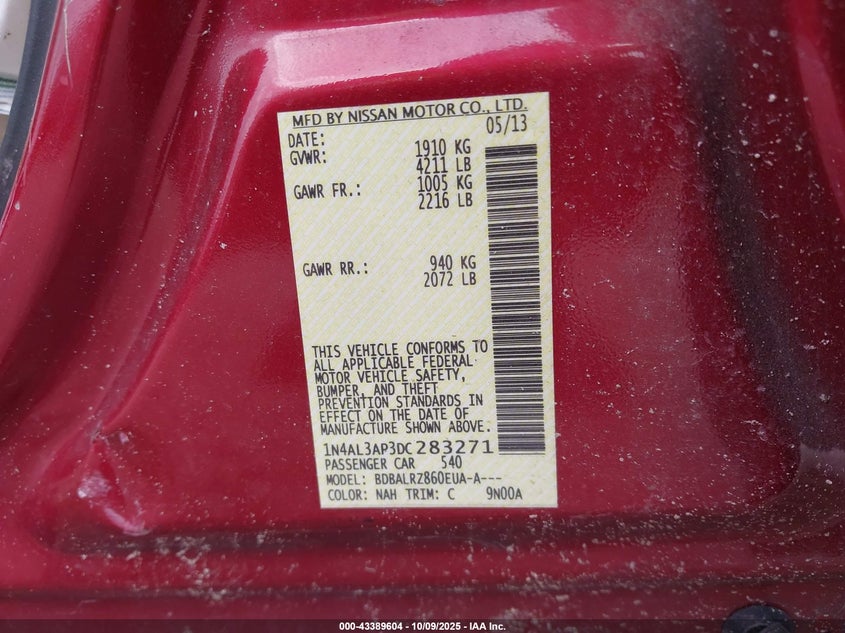 MFD BY NISSAN MOTOR CO., LTD.
DATE: 05/13
GVWR: 1910 KG
4211 LB
GAWR FR.: 1005 KG
2216 LB
GAWR RR.: 940 KG
2072 LB
THIS VEHICLE CONFORMS TO
ALL APPLICABLE FEDERAL
MOTOR VEHICLE SAFETY,
BUMPER, AND THEFT
PREVENTION STANDARDS IN
EFFECT ON THE DATE OF
MANUFACTURE SHOWN ABOVE.
1N4AL3AP3DC283271
PASSENGER CAR 540
MODEL: BDBALRZ860EUA-A---
COLOR: NAH TRIM: C 9N00A
000-43389604 - 10/09/2025 - IAA Inc.